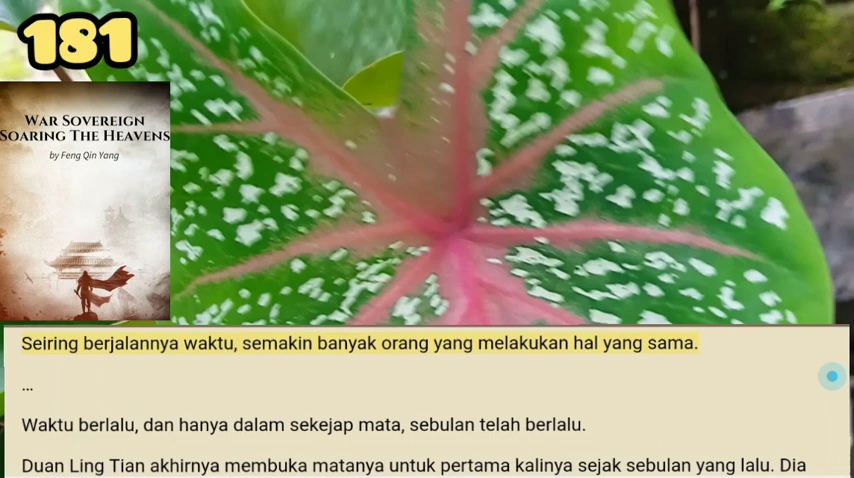 181
WAR SOVEREIGN
SOARING THE HEAVENS
by Feng Qin Yang
Seiring berjalannya waktu, semakin banyak orang yang melakukan hal yang sama.
...
Waktu berlalu, dan hanya dalam sekejap mata, sebulan telah berlalu.
Duan Ling Tian akhirnya membuka matanya untuk pertama kalinya sejak sebulan yang lalu. Dia